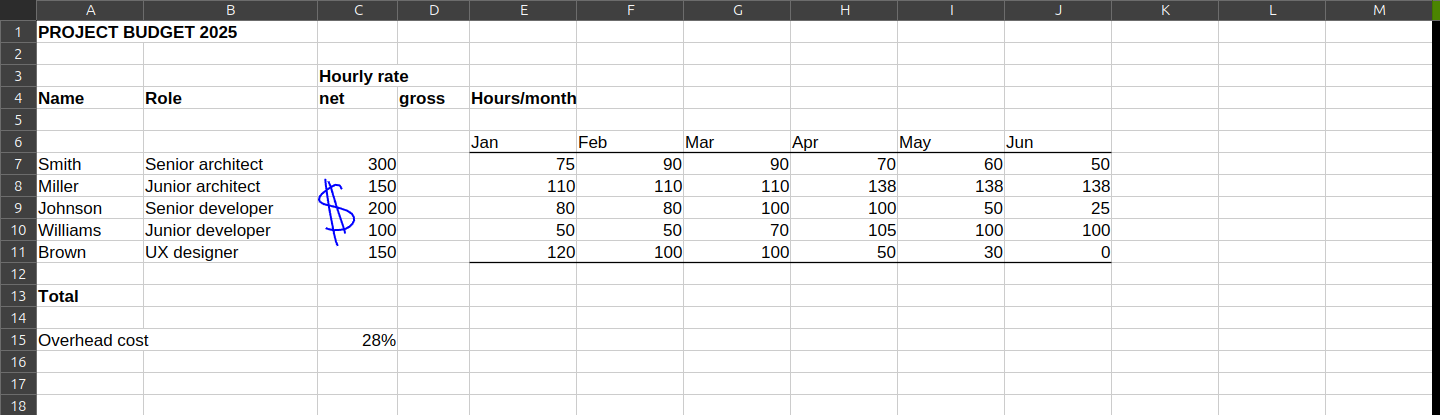 A B C D E F G H I J K L M
1 PROJECT BUDGET 2025
2
3 Hourly rate
4 Name Role net gross Hours/month
5
6 Jan Feb Mar Apr May Jun
7 Smith Senior architect 300 75 90 90 70 60 50
8 Miller Junior architect 150 110 110 110 138 138 138
9 Johnson Senior developer $ 200 80 80 100 100 50 25
10 Williams Junior developer 100 50 50 70 105 100 100
11 Brown UX designer 150 120 100 100 50 30 0
12
13 Total
14
15 Overhead cost 28%
16
17
18